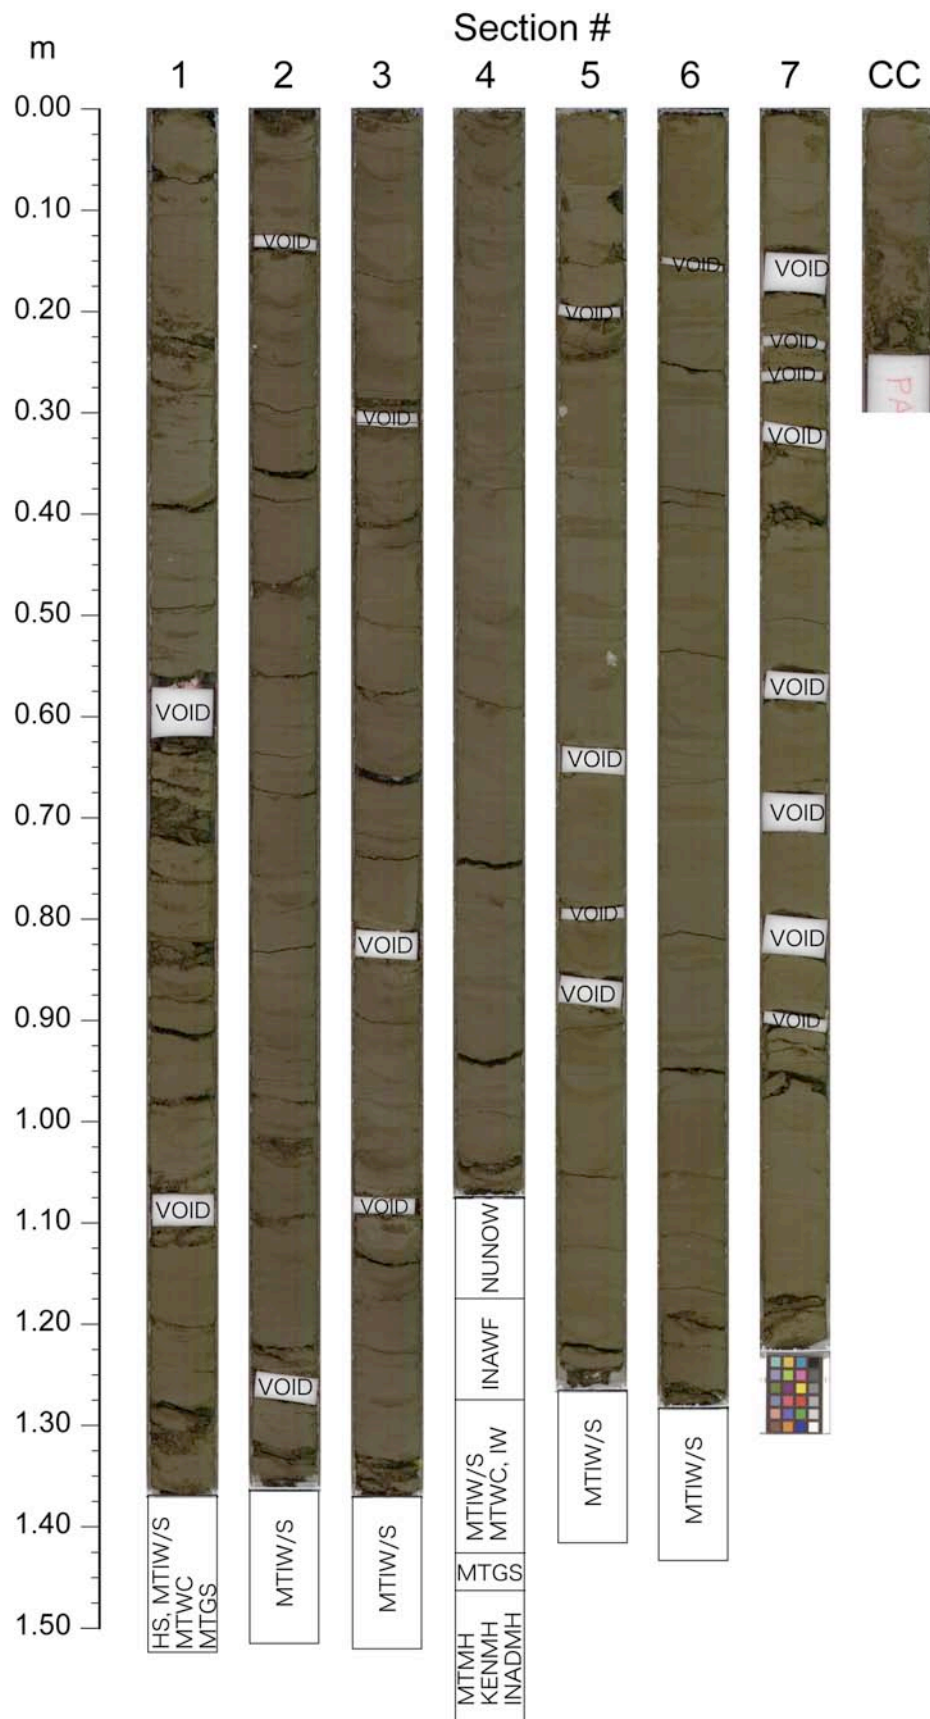 Section #
m
1 2 3 4 5 6 7 CC
0.00
0.10
VOID
VOID
VOID
0.20
VOID
VOID
VOID
PA
0.30
VOID
VOID
0.40
0.50
VOID
0.60
VOID
VOID
0.70
VOID
0.80
VOID
VOID
VOID
0.90
VOID
VOID
1.00
1.10
VOID
VOID
NUNOW
1.20
INAWF
VOID
1.30
1.40
HS, MTIW/S
MTWC
MTGS
MTIW/S
MTIW/S
MTIW/S
MTWC, IW
MTGS
MTMH
KENMH
INADMH
MTIW/S
MTIW/S
1.50